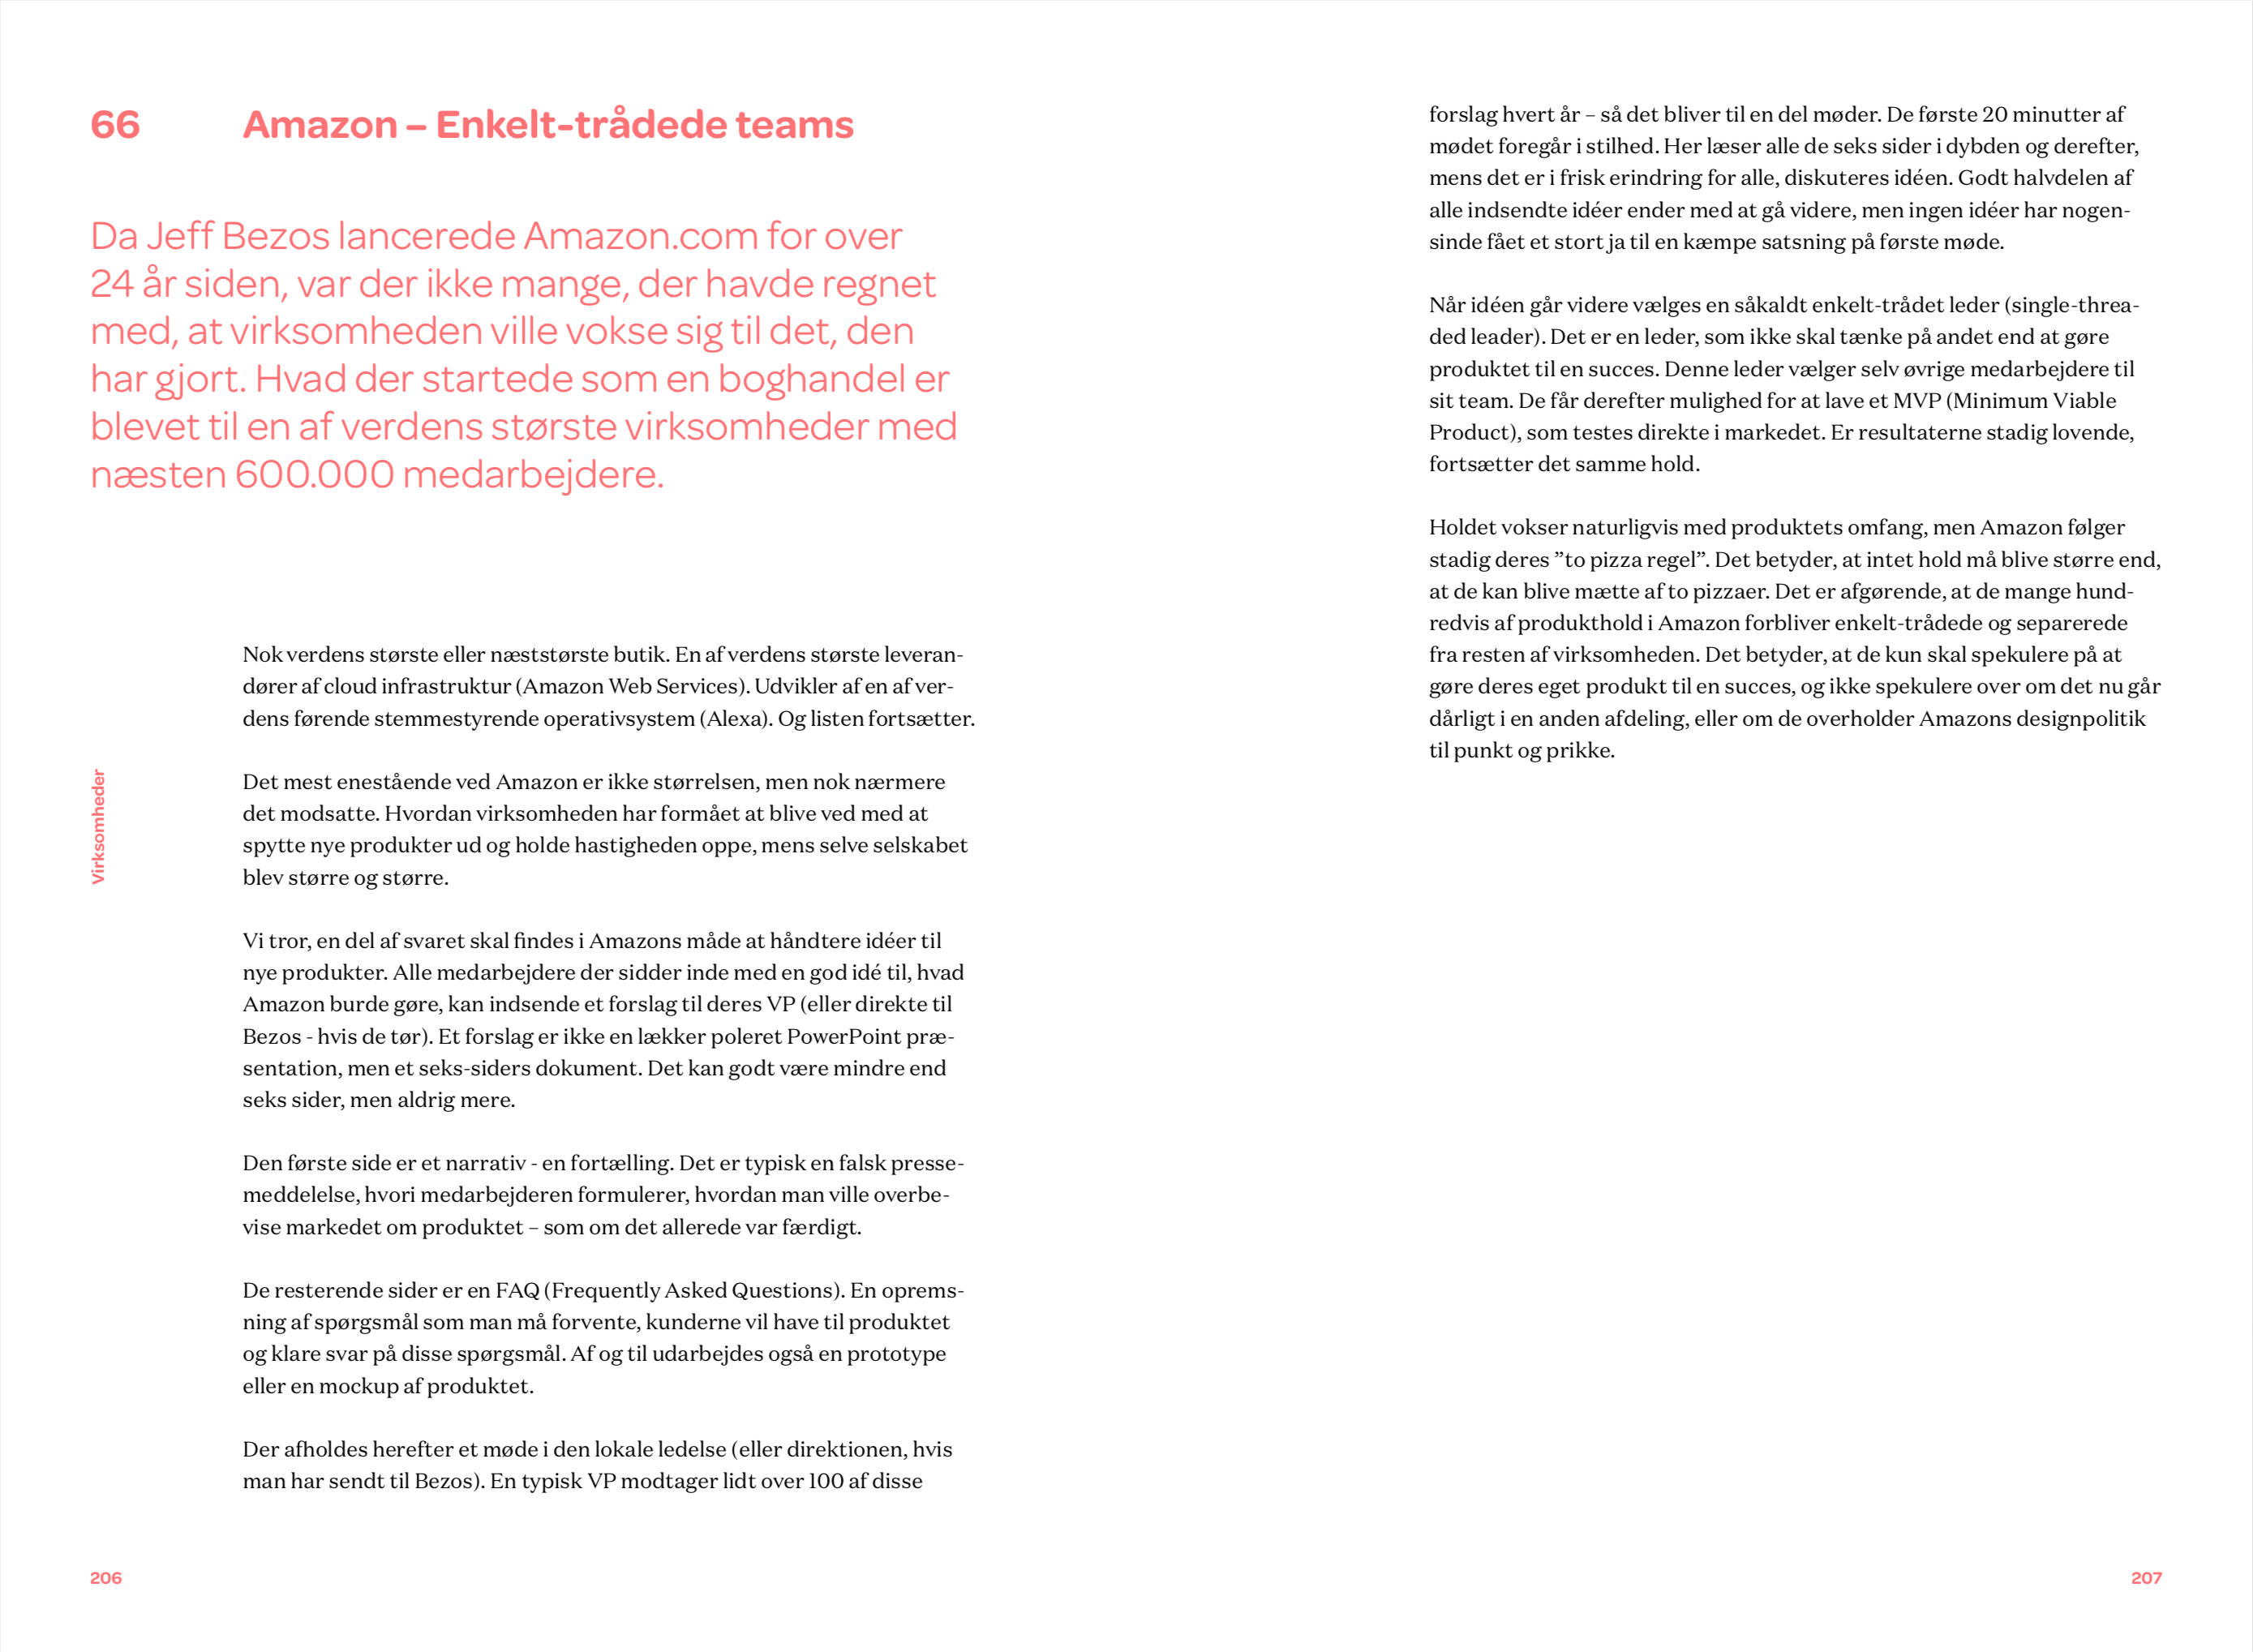 66
Amazon – Enkelt-trådede teams
Da Jeff Bezos lancerede Amazon.com for over
24 år siden, var der ikke mange, der havde regnet
med, at virksomheden ville vokse sig til det, den
har gjort. Hvad der startede som en boghandel er
blevet til en af verdens største virksomheder med
næsten 600.000 medarbejdere.
Nok verdens største eller næststørste butik. En af verdens største leveran-
dører af cloud infrastruktur (Amazon Web Services). Udvikler af en af ver-
dens førende stemmestyrende operativsystem (Alexa). Og listen fortsætter.
Det mest enestående ved Amazon er ikke størrelsen, men nok nærmere
det modsatte. Hvordan virksomheden har formået at blive ved med at
spytte nye produkter ud og holde hastigheden oppe, mens selve selskabet
blev større og større.
Vi tror, en del af svaret skal findes i Amazons måde at håndtere idéer til
nye produkter. Alle medarbejdere der sidder inde med en god idé til, hvad
Amazon burde gøre, kan indsende et forslag til deres VP (eller direkte til
Bezos - hvis de tør). Et forslag er ikke en lækker poleret PowerPoint præ-
sentation, men et seks-siders dokument. Det kan godt være mindre end
seks sider, men aldrig mere.
Den første side er et narrativ - en fortælling. Det er typisk en falsk presse-
meddelelse, hvori medarbejderen formulerer, hvordan man ville overbe-
vise markedet om produktet – som om det allerede var færdigt.
De resterende sider er en FAQ (Frequently Asked Questions). En oprems-
ning af spørgsmål som man må forvente, kunderne vil have til produktet
og klare svar på disse spørgsmål. Af og til udarbejdes også en prototype
eller en mockup af produktet.
Der afholdes herefter et møde i den lokale ledelse (eller direktionen, hvis
man har sendt til Bezos). En typisk VP modtager lidt over 100 af disse
Virksomheder
206
forslag hvert år – så det bliver til en del møder. De første 20 minutter af
mødet foregår i stilhed. Her læser alle de seks sider i dybden og derefter,
mens det er i frisk erindring for alle, diskuteres idéen. Godt halvdelen af
alle indsendte idéer ender med at gå videre, men ingen idéer har nogen-
sinde fået et stort ja til en kæmpe satsning på første møde.
Når idéen går videre vælges en såkaldt enkelt-trådet leder (single-threa-
ded leader). Det er en leder, som ikke skal tænke på andet end at gøre
produktet til en succes. Denne leder vælger selv øvrige medarbejdere til
sit team. De får derefter mulighed for at lave et MVP (Minimum Viable
Product), som testes direkte i markedet. Er resultaterne stadig lovende,
fortsætter det samme hold.
Holdet vokser naturligvis med produktets omfang, men Amazon følger
stadig deres ”to pizza regel”. Det betyder, at intet hold må blive større end,
at de kan blive mætte af to pizzaer. Det er afgørende, at de mange hund-
redvis af produkthold i Amazon forbliver enkelt-trådede og separerede
fra resten af virksomheden. Det betyder, at de kun skal spekulere på at
gøre deres eget produkt til en succes, og ikke spekulere over om det nu går
dårligt i en anden afdeling, eller om de overholder Amazons designpolitik
til punkt og prikke.
207